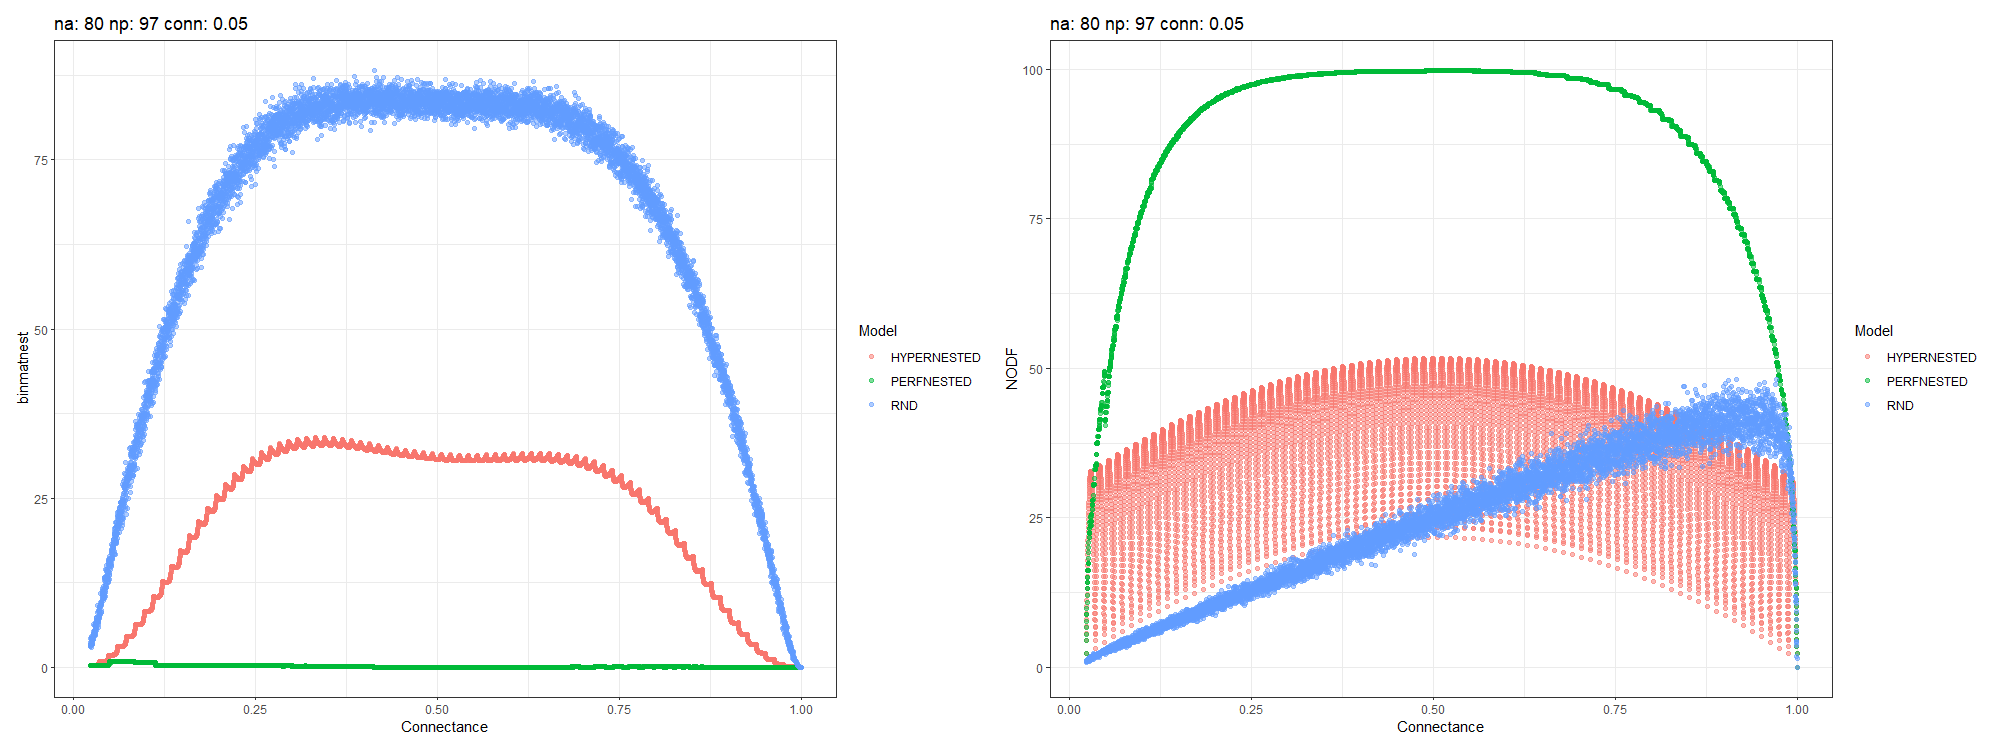 na: 80 np: 97 conn: 0.05
binmatnest
75
50
25
0
0.00 0.25 0.50 0.75 1.00
Connectance
Model
HYPERNESTED
PERFNESTED
RND
na: 80 np: 97 conn: 0.05
NODF
100
75
50
25
0
0.00 0.25 0.50 0.75 1.00
Connectance
Model
HYPERNESTED
PERFNESTED
RND